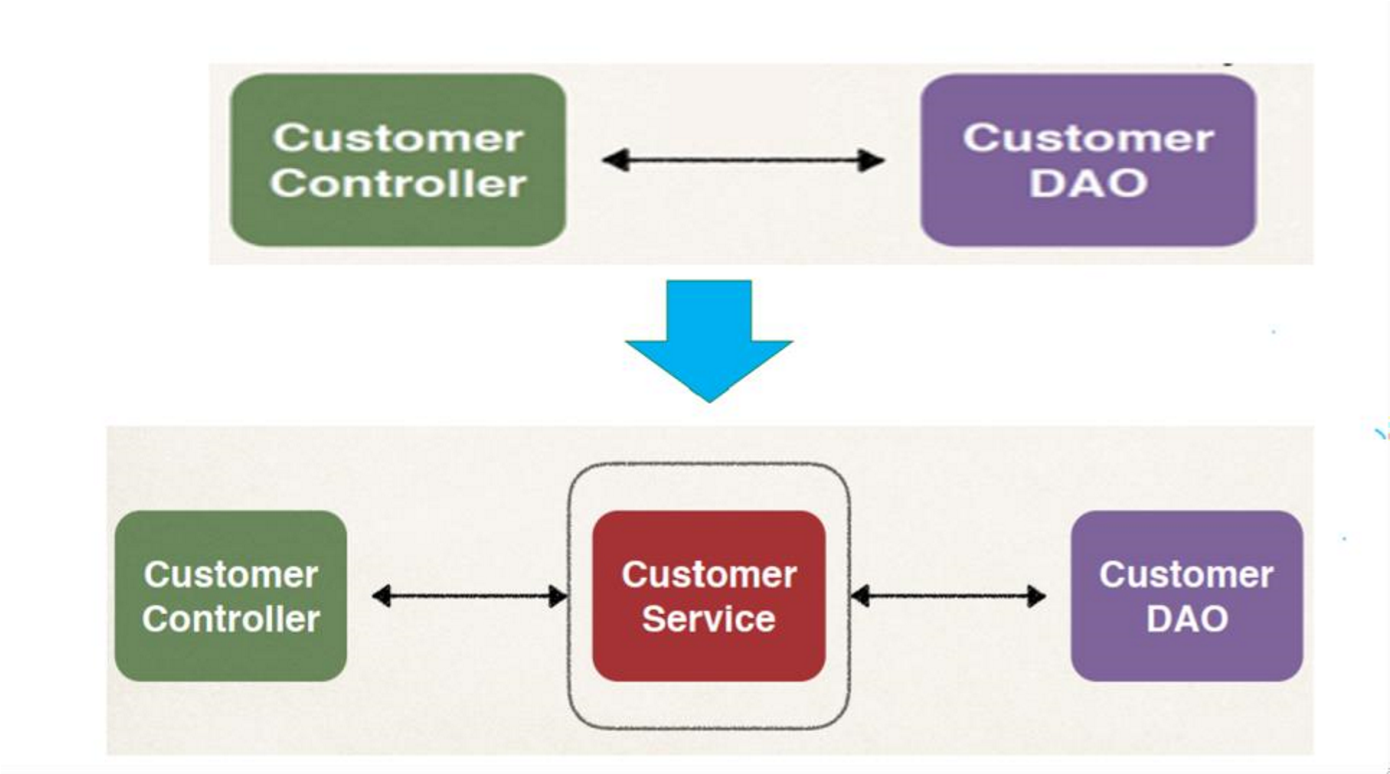 Customer
Controller
Customer
DAO
Customer
Controller
Customer
Service
Customer
DAO